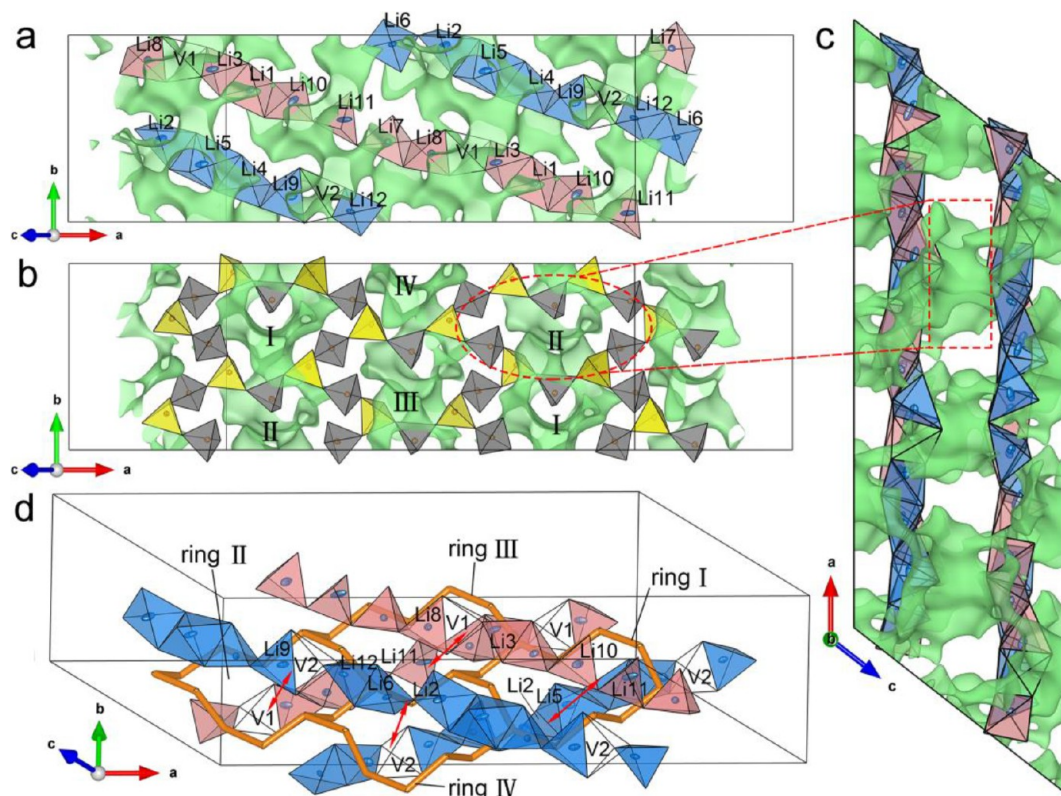 a
Li8
V1
Li3
Li1
Li10
Li11
Li6
Li2
Li5
Li4
Li9
V2
Li12
Li6
Li7
Li2
Li5
Li4
Li9
V2
Li12
Li7
Li8
V1
Li3
Li1
Li10
Li11
b
c
a
b
I
II
III
IV
II
I
b
c
a
c
a
b
c
d
ring II
ring III
ring I
ring IV
Li9
V2
V1
Li12
Li6
Li11
Li2
Li8
V1
Li3
V1
Li10
Li2
Li5
Li11
V2
V2
V2
b
c
a